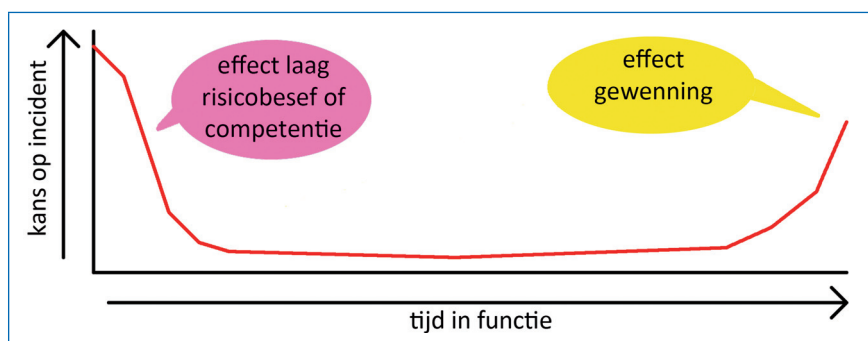 effect laag
risicobesef of
competentie
effect
gewenning
kans op incident
tijd in functie